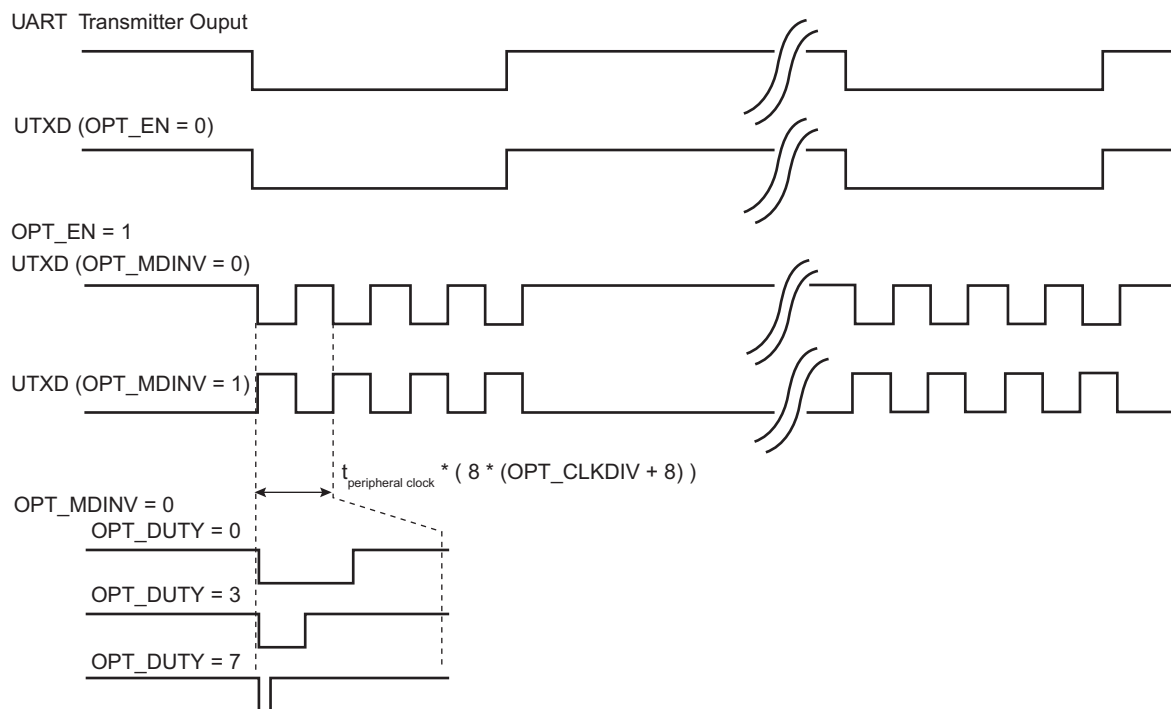 UART Transmitter Ouput
UTXD (OPT_EN = 0)
OPT_EN = 1
UTXD (OPT_MDINV = 0)
UTXD (OPT_MDINV = 1)
t peripheral clock * ( 8 * (OPT_CLKDIV + 8) )
OPT_MDINV = 0
OPT_DUTY = 0
OPT_DUTY = 3
OPT_DUTY = 7